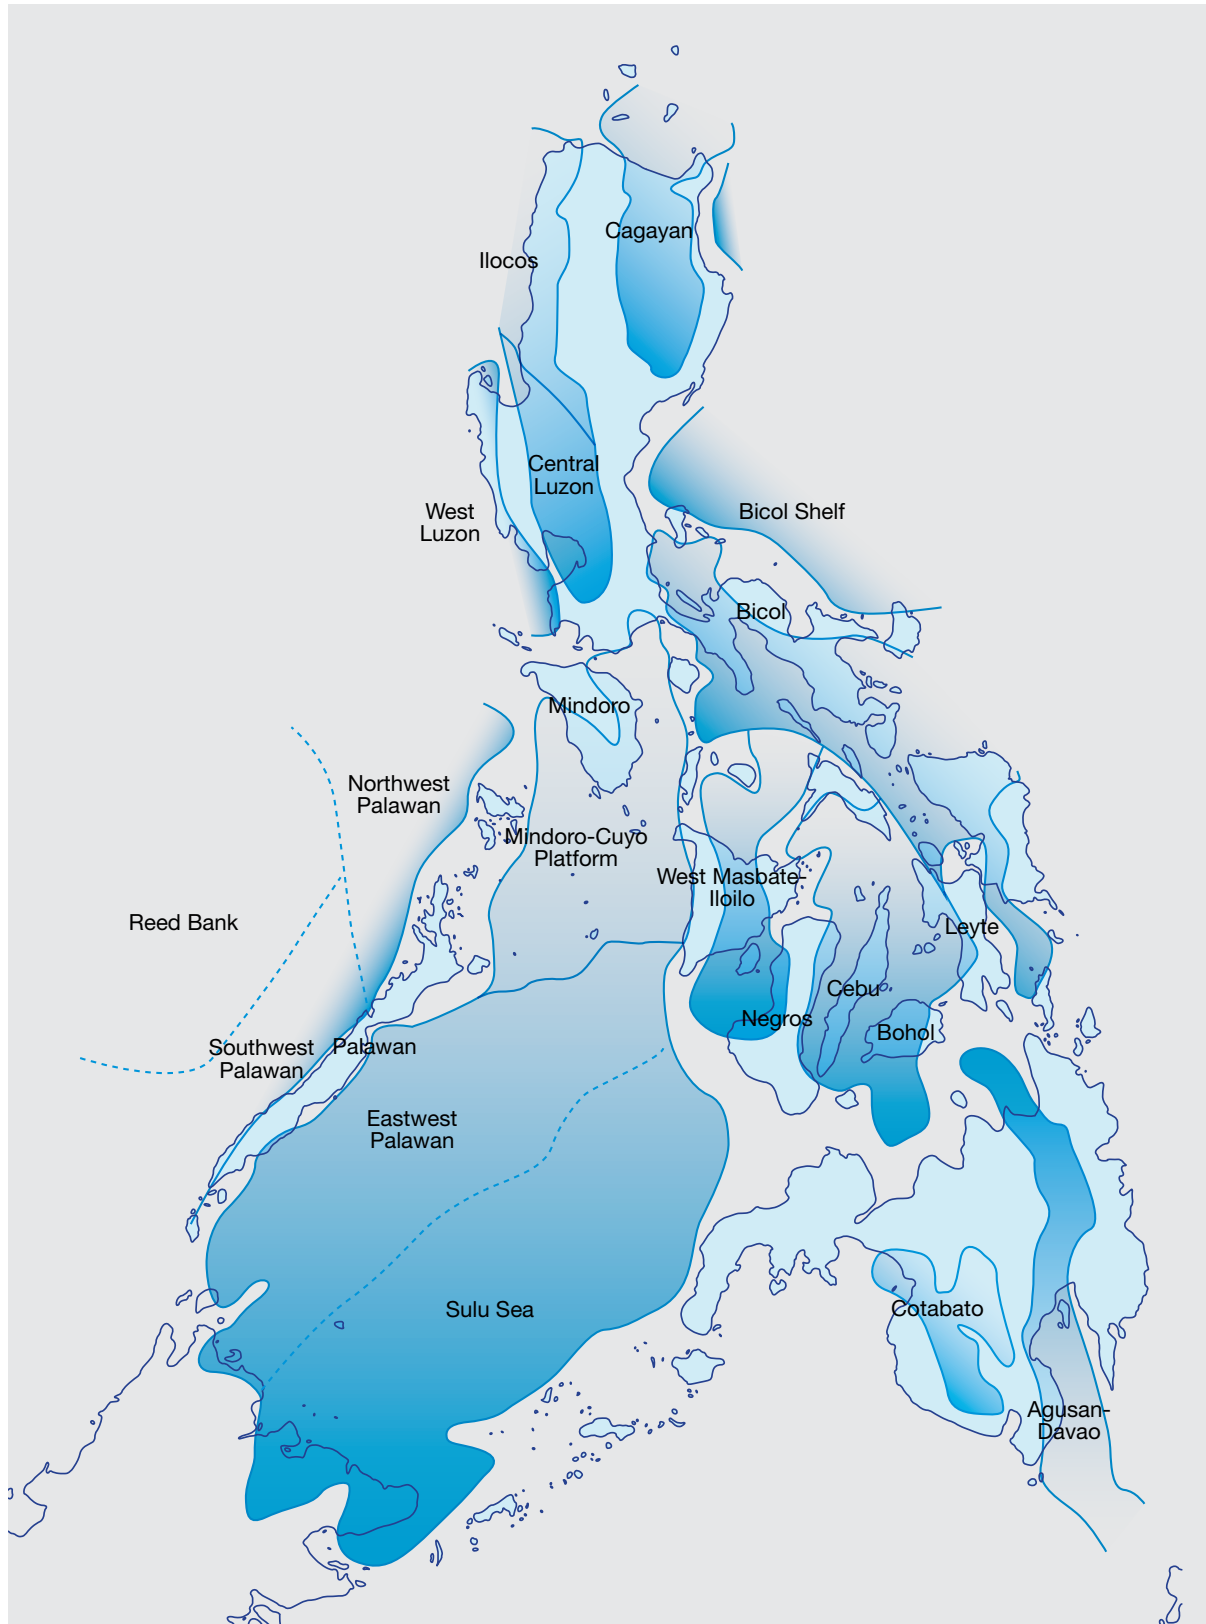 Cagayan
Ilocos
Central
Luzon
West
Luzon
Bicol Shelf
Bicol
Mindoro
Northwest
Palawan
Mindoro-Cuyo
Platform
West Masbate-
Iloilo
Reed Bank
Leyte
Cebu
Negros
Bohol
Southwest
Palawan
Palawan
Eastwest
Palawan
Sulu Sea
Cotabato
Agusan-
Davao